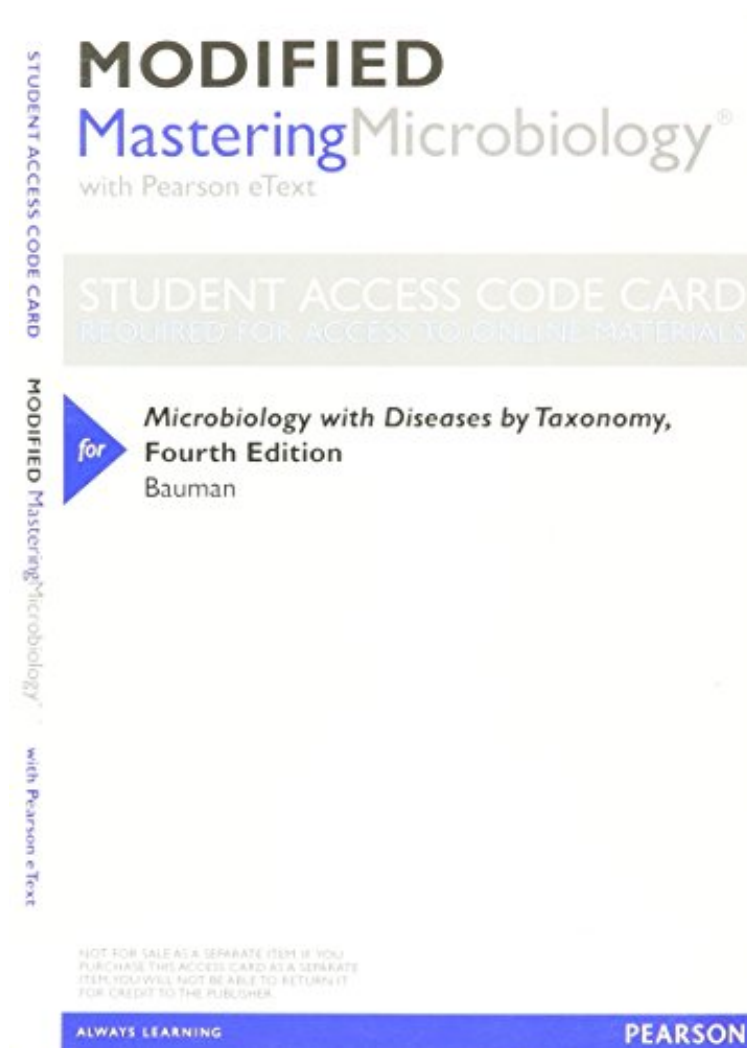 STUDENT ACCESS CODE CARD
MODIFIED MasteringMicrobiology®
with Pearson eText
MODIFIED
MasteringMicrobiology®
with Pearson eText
STUDENT ACCESS CODE CARD
REQUIRED FOR ACCESS TO ONLINE MATERIALS
for
Microbiology with Diseases by Taxonomy,
Fourth Edition
Bauman
NOT FOR SALE AS A SEPARATE ITEM. IF YOU
PURCHASE THIS ACCESS CARD AS A SEPARATE
ITEM, YOU WILL NOT BE ABLE TO RETURN IT
FOR CREDIT TO THE PUBLISHER.
ALWAYS LEARNING
PEARSON